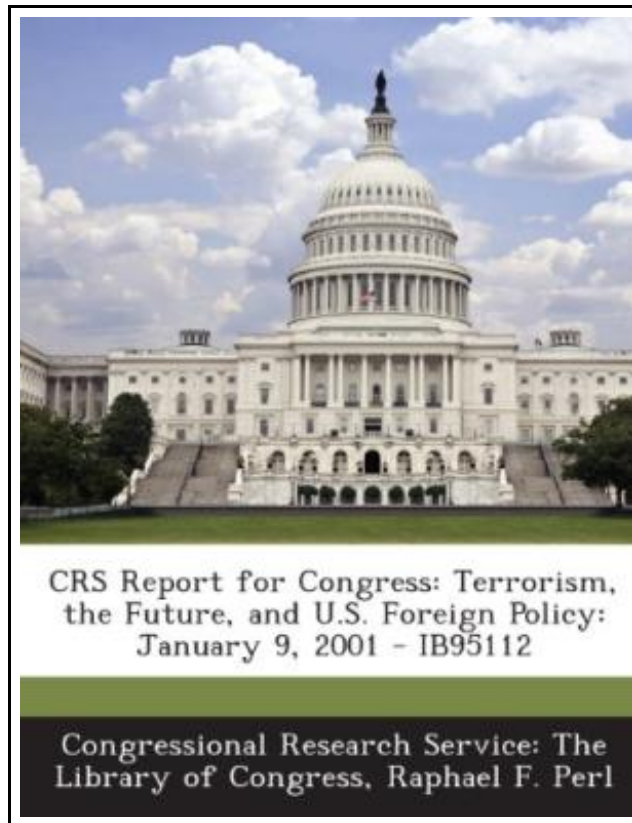 CRS Report for Congress: Terrorism,
the Future, and U.S. Foreign Policy:
January 9, 2001 - IB95112
Congressional Research Service: The
Library of Congress, Raphael F. Perl